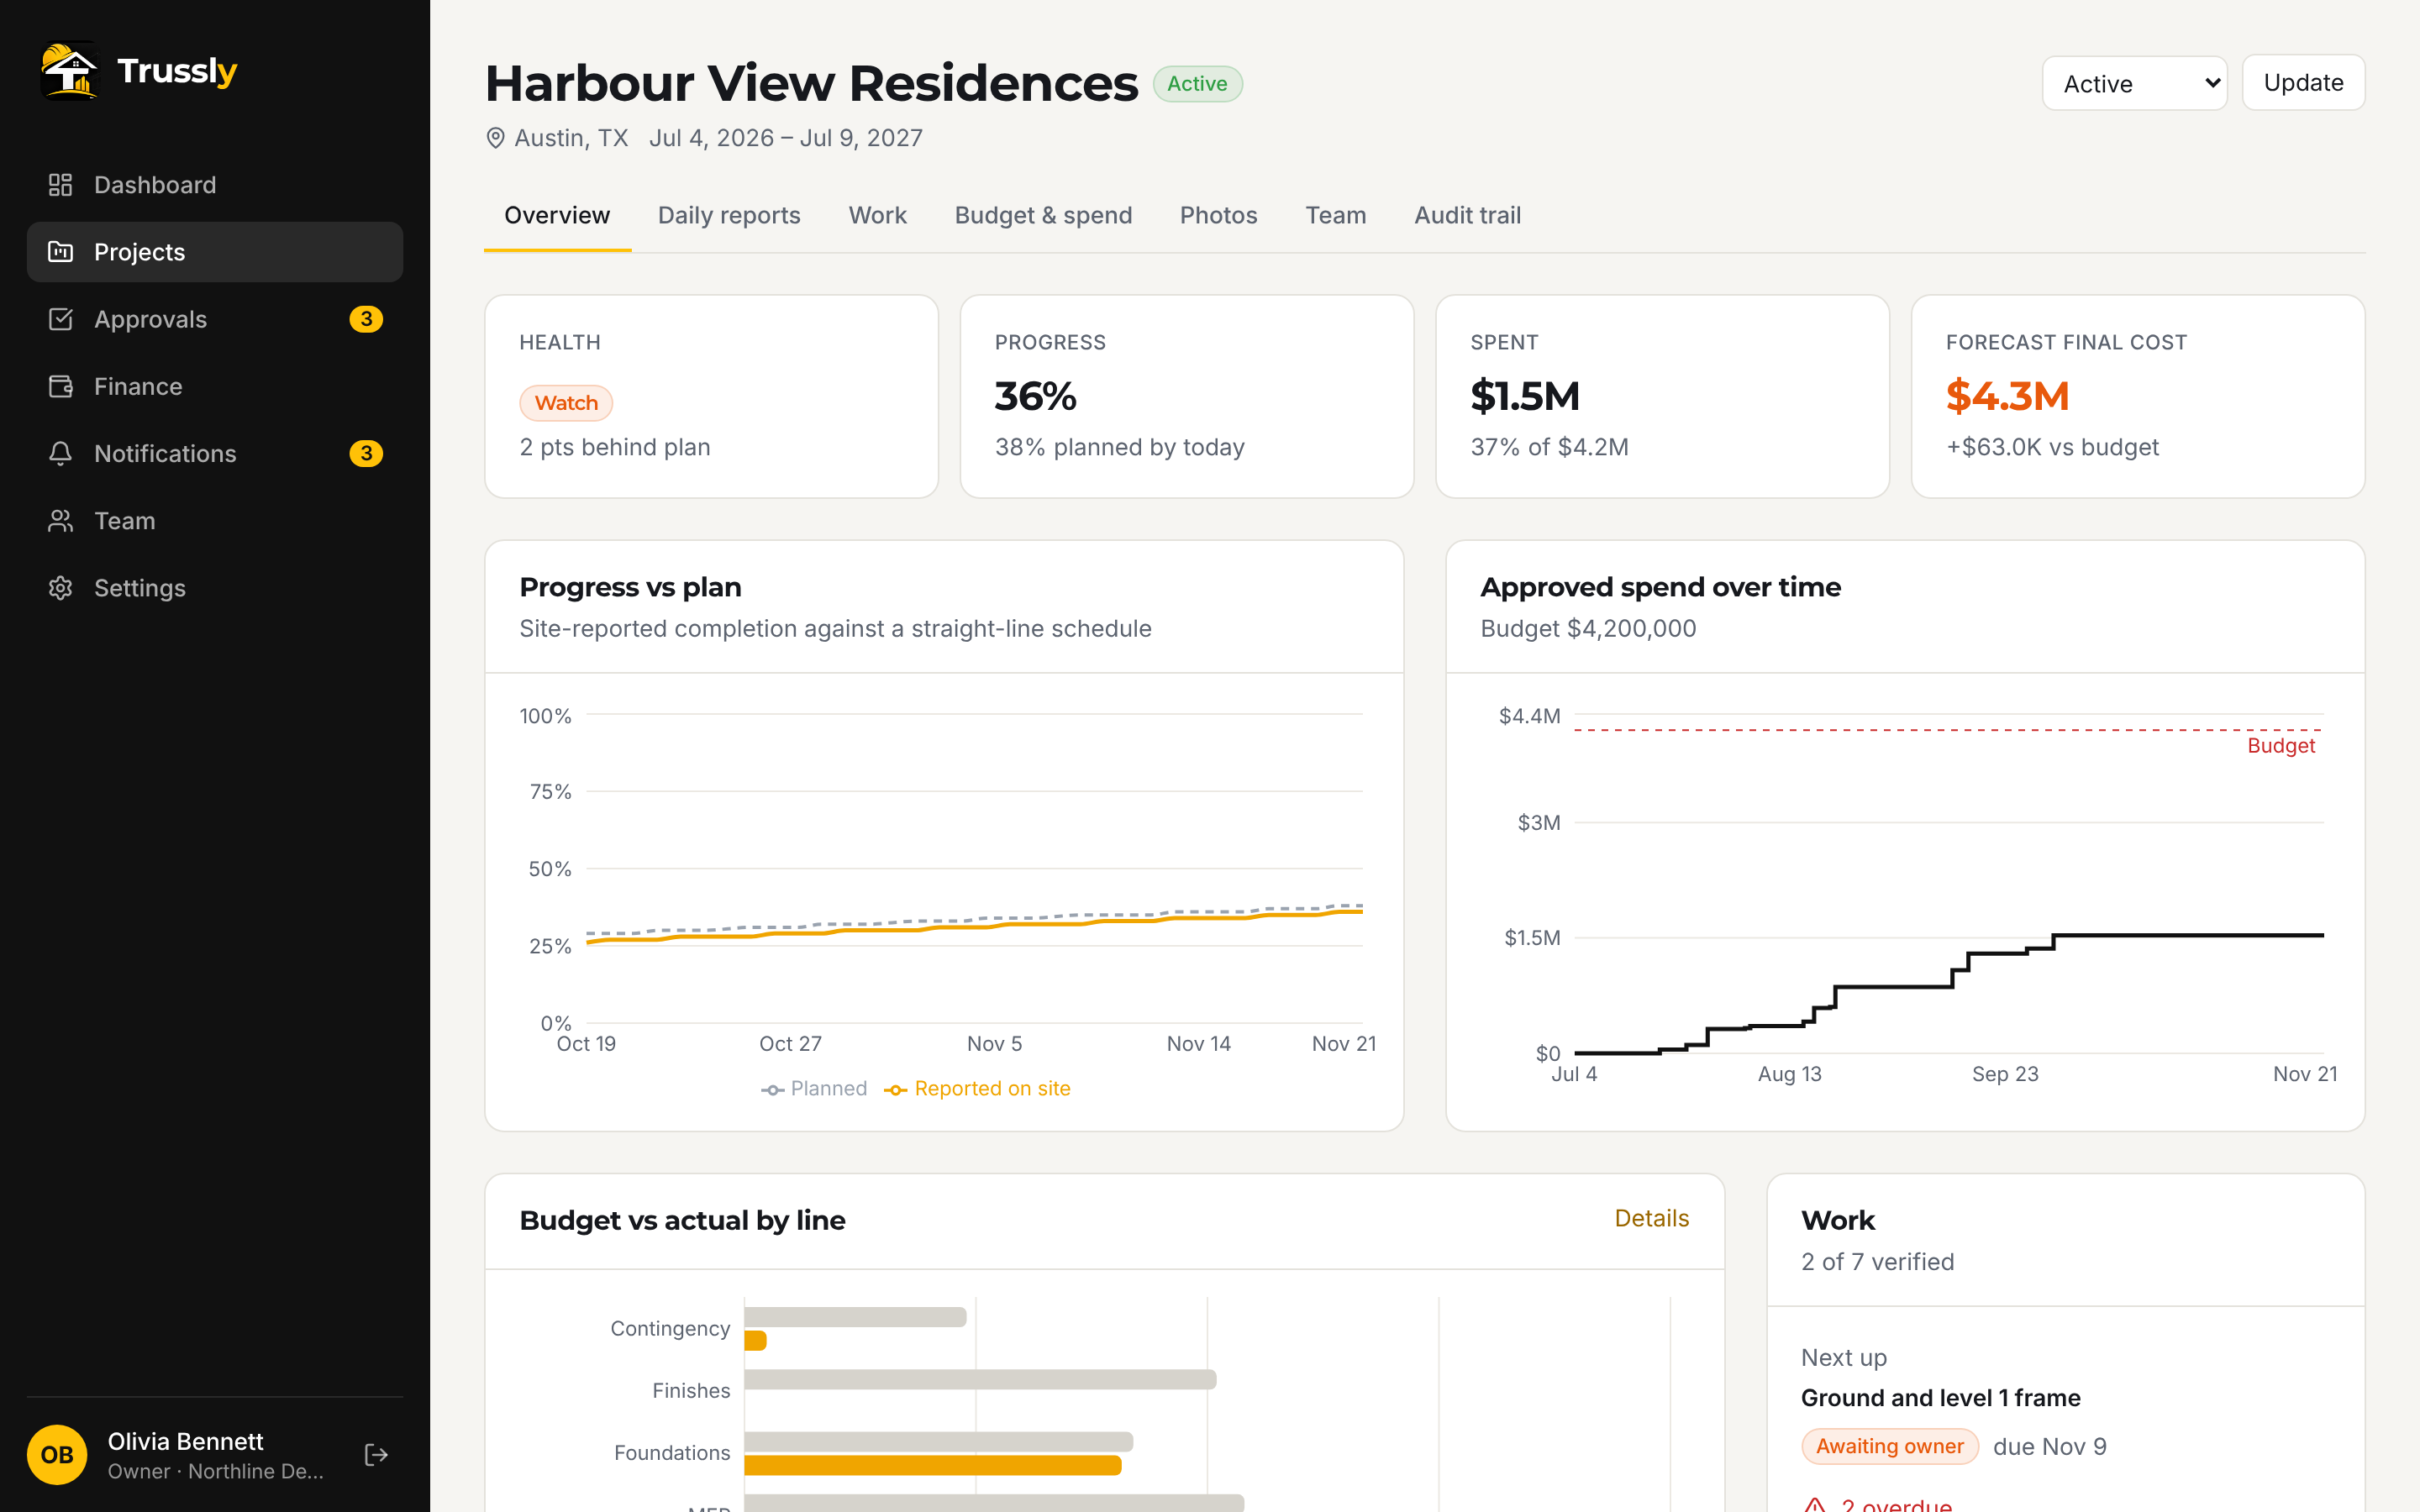 Trussly
Dashboard
Projects
Approvals 3
Finance
Notifications 3
Team
Settings
OB
Olivia Bennett
Owner · Northline De...
Harbour View Residences Active
Austin, TX Jul 4, 2026 – Jul 9, 2027
Active Update
Overview Daily reports Work Budget & spend Photos Team Audit trail
HEALTH
Watch
2 pts behind plan
PROGRESS
36%
38% planned by today
SPENT
$1.5M
37% of $4.2M
FORECAST FINAL COST
$4.3M
+$63.0K vs budget
Progress vs plan
Site-reported completion against a straight-line schedule
100%
75%
50%
25%
0%
Oct 19 Oct 27 Nov 5 Nov 14 Nov 21
Planned Reported on site
Approved spend over time
Budget $4,200,000
$4.4M
Budget
$3M
$1.5M
$0
Jul 4 Aug 13 Sep 23 Nov 21
Budget vs actual by line Details
Contingency
Finishes
Foundations
MEP
Work
2 of 7 verified
Next up
Ground and level 1 frame
Awaiting owner due Nov 9
2 overdue